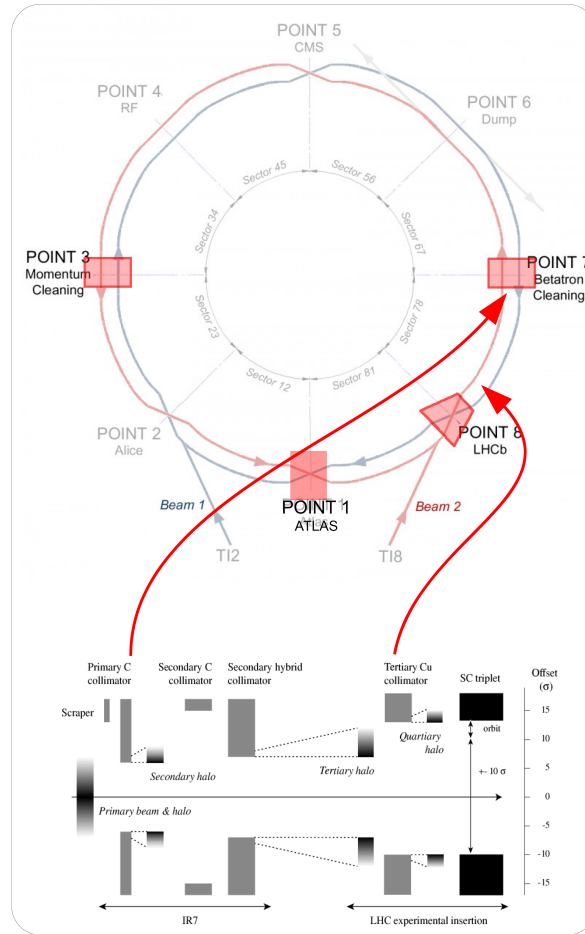 POINT 5
CMS
POINT 4
RF
POINT 6
Dump
Sector 45
Sector 56
Sector 34
Sector 67
POINT 3
Momentum
Cleaning
POINT 7
Betatron
Cleaning
Sector 23
Sector 78
Sector 12
Sector 81
POINT 2
Alice
POINT 8
LHCb
POINT 1
ATLAS
Beam 1
Beam 2
TI2
TI8
Primary C
collimator
Secondary C
collimator
Secondary hybrid
collimator
Tertiary Cu
collimator
SC triplet
Offset
(σ)
Scraper
15
orbit
Quartiary
halo
10
Secondary halo
Tertiary halo
+- 10 σ
5
0
Primary beam & halo
-5
-10
-15
IR7
LHC experimental insertion